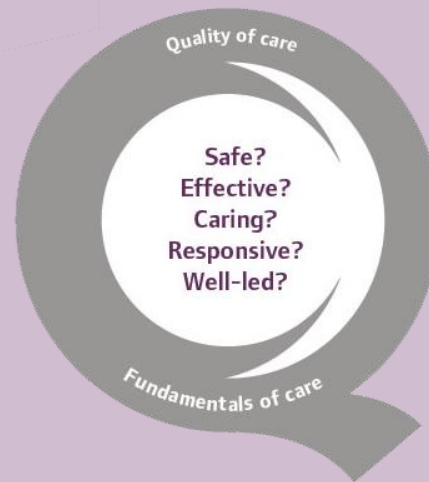 Quality of care
Safe?
Effective?
Caring?
Responsive?
Well-led?
Fundamentals of care